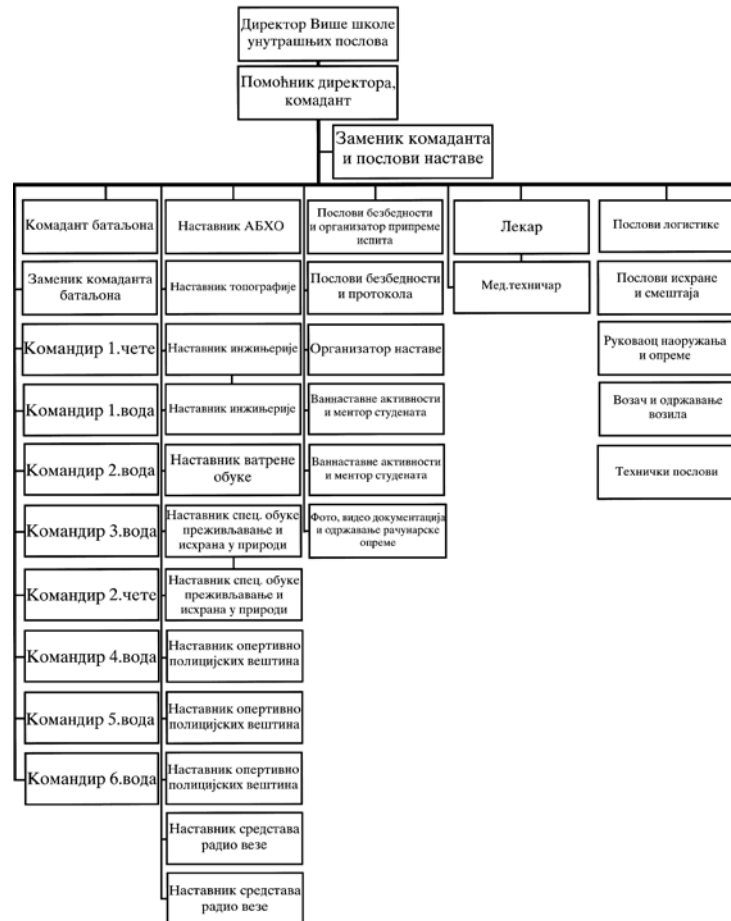 Директор Више школе
унутрашњих послова
Помоћник директора,
комадант
Заменик команданта
и послови наставе
Комадант батаљона
Заменик комаданта
батаљона
Командир 1.чете
Командир 1.вода
Командир 2.вода
Командир 3.вода
Командир 2.чете
Командир 4.вода
Командир 5.вода
Командир 6.вода
Наставник АБХО
Наставник топографије
Наставник инжињерије
Наставник инжињерије
Наставник ватрене
обуке
Наставник спец. обуке
преживљавање и
исхрана у природи
Наставник спец. обуке
преживљавање и
исхрана у природи
Наставник опертивно
полицијских вештина
Наставник опертивно
полицијских вештина
Наставник опертивно
полицијских вештина
Наставник средстава
радио везе
Наставник средстава
радио везе
Послови безбедности
и организатор припреме
испита
Послови безбедности
и протокола
Организатор наставе
Ваннаставне активности
и ментор студената
Ваннаставне активности
и ментор студената
Фото, видео документација
и одржавање рачунарске
опреме
Лекар
Мед.техничар
Послови логистике
Послови исхране
и смештаја
Руковаоц наоружања
и опреме
Возач и одржавање
возила
Технички послови